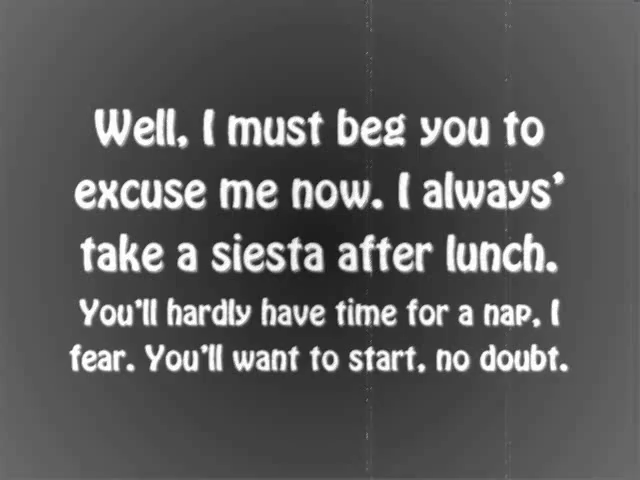 Well, I must beg you to
excuse me now. I always'
take a siesta after lunch.
You'll hardly have time for a nap, I
fear. You'll want to start, no doubt.